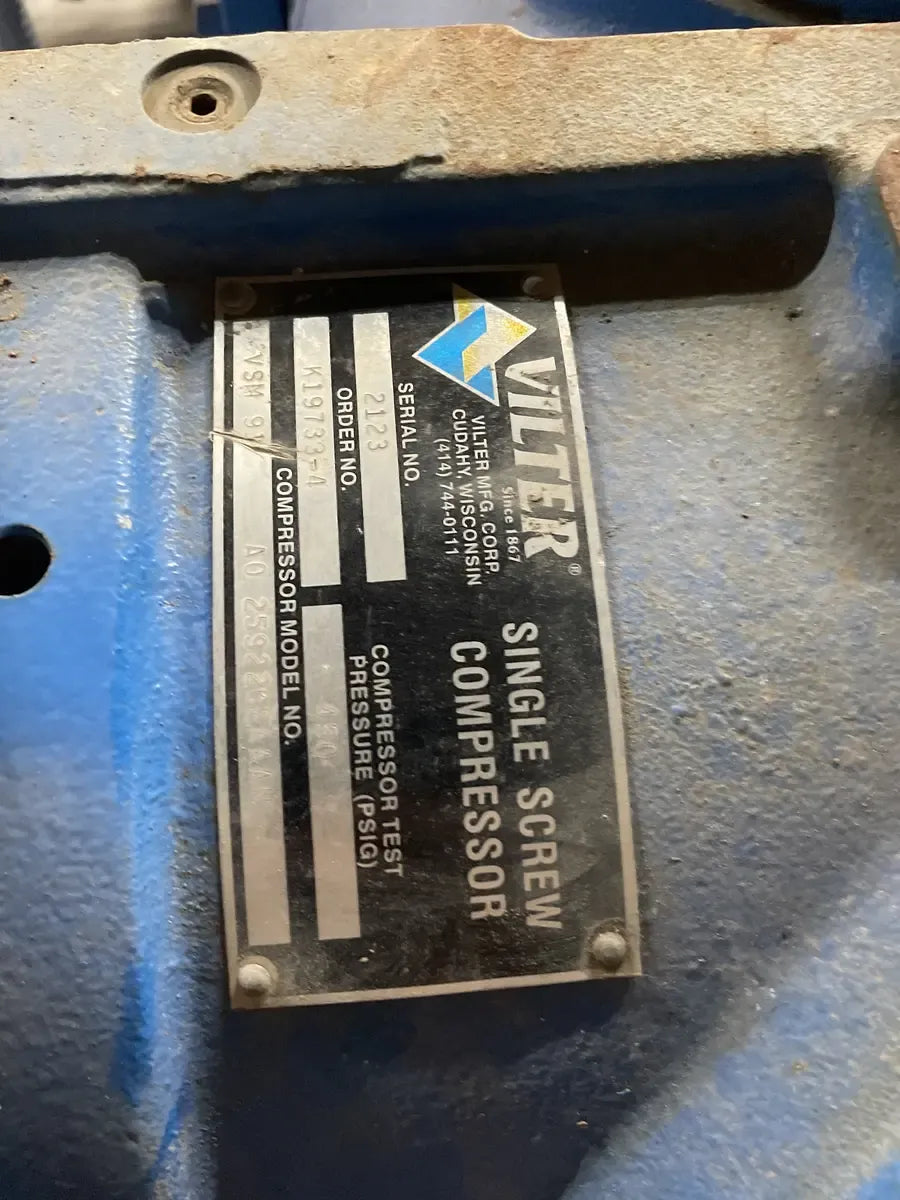 VILTER®
Since 1867
VILTER MFG. CORP.
CUDAHY, WISCONSIN
(414) 744-0111
SINGLE SCREW
COMPRESSOR
SERIAL NO.
2123
ORDER NO.
K19733-4
COMPRESSOR TEST
PRESSURE (PSIG)
COMPRESSOR MODEL NO.
VSM